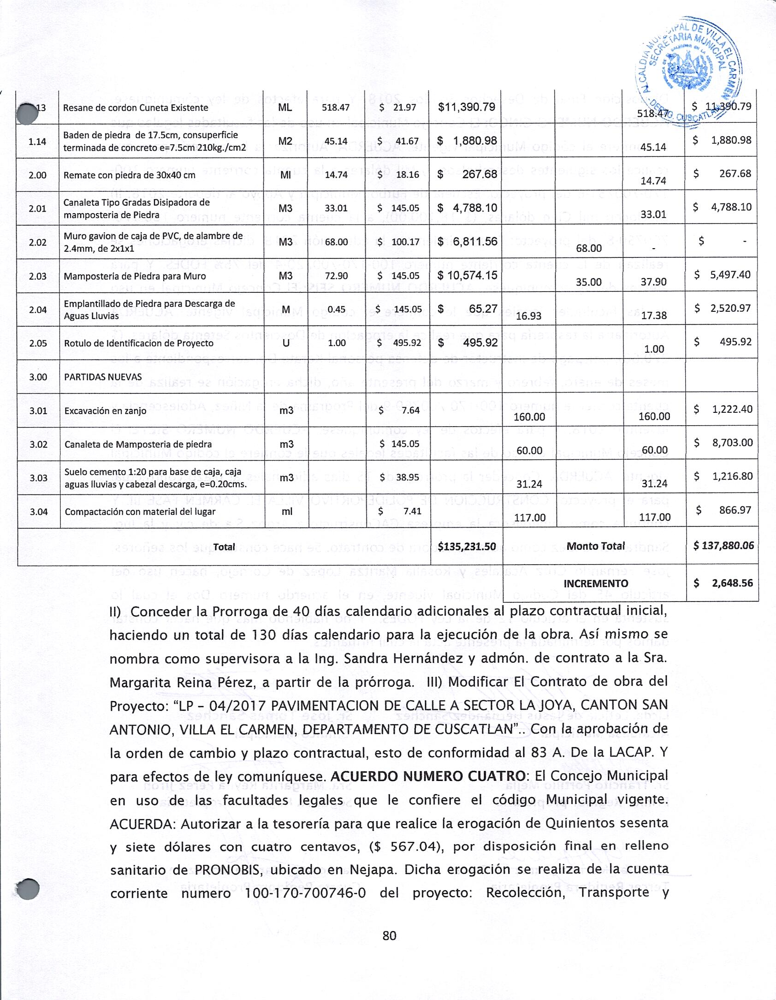 ALCALDIA MUNICIPAL DE VILLA EL CARMEN
SECRETARIA MUNICIPAL
DEPTO. CUSCATLAN
13 Resane de cordon Cuneta Existente ML 518.47 $ 21.97 $11,390.79 518.47 $ 11,390.79
1.14 Baden de piedra de 17.5cm, consuperficie terminada de concreto e=7.5cm 210kg./cm2 M2 45.14 $ 41.67 $ 1,880.98 45.14 $ 1,880.98
2.00 Remate con piedra de 30x40 cm Ml 14.74 $ 18.16 $ 267.68 14.74 $ 267.68
2.01 Canaleta Tipo Gradas Disipadora de mamposteria de Piedra M3 33.01 $ 145.05 $ 4,788.10 33.01 $ 4,788.10
2.02 Muro gavion de caja de PVC, de alambre de 2.4mm, de 2x1x1 M3 68.00 $ 100.17 $ 6,811.56 68.00 - $ -
2.03 Mamposteria de Piedra para Muro M3 72.90 $ 145.05 $ 10,574.15 35.00 37.90 $ 5,497.40
2.04 Emplantillado de Piedra para Descarga de Aguas Lluvias M 0.45 $ 145.05 $ 65.27 16.93 17.38 $ 2,520.97
2.05 Rotulo de Identificacion de Proyecto U 1.00 $ 495.92 $ 495.92 1.00 $ 495.92
3.00 PARTIDAS NUEVAS
3.01 Excavación en zanjo m3 $ 7.64 160.00 160.00 $ 1,222.40
3.02 Canaleta de Mamposteria de piedra m3 $ 145.05 60.00 60.00 $ 8,703.00
3.03 Suelo cemento 1:20 para base de caja, caja aguas lluvias y cabezal descarga, e=0.20cms. m3 $ 38.95 31.24 31.24 $ 1,216.80
3.04 Compactación con material del lugar ml $ 7.41 117.00 117.00 $ 866.97
Total $135,231.50 Monto Total $ 137,880.06
INCREMENTO $ 2,648.56
II) Conceder la Prorroga de 40 días calendario adicionales al plazo contractual inicial,
haciendo un total de 130 días calendario para la ejecución de la obra. Así mismo se
nombra como supervisora a la Ing. Sandra Hernández y admón. de contrato a la Sra.
Margarita Reina Pérez, a partir de la prórroga. III) Modificar El Contrato de obra del
Proyecto: “LP – 04/2017 PAVIMENTACION DE CALLE A SECTOR LA JOYA, CANTON SAN
ANTONIO, VILLA EL CARMEN, DEPARTAMENTO DE CUSCATLAN”.. Con la aprobación de
la orden de cambio y plazo contractual, esto de conformidad al 83 A. De la LACAP. Y
para efectos de ley comuníquese. ACUERDO NUMERO CUATRO: El Concejo Municipal
en uso de las facultades legales que le confiere el código Municipal vigente.
ACUERDA: Autorizar a la tesorería para que realice la erogación de Quinientos sesenta
y siete dólares con cuatro centavos, ($ 567.04), por disposición final en relleno
sanitario de PRONOBIS, ubicado en Nejapa. Dicha erogación se realiza de la cuenta
corriente numero 100-170-700746-0 del proyecto: Recolección, Transporte y
80